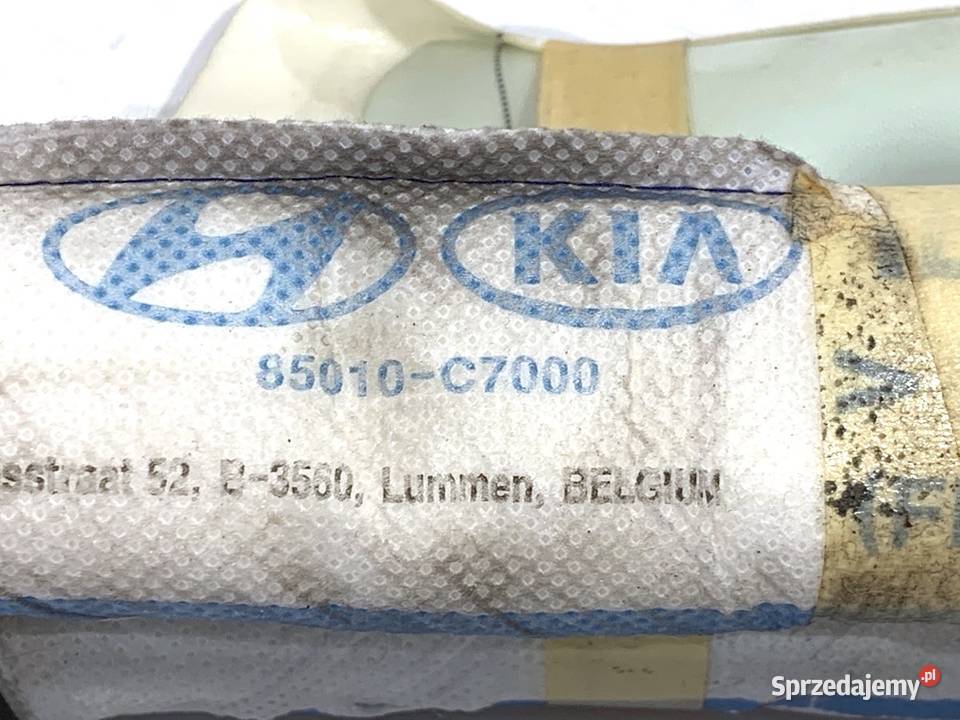 KIA
85010-C7000
sstraat 52, B-3560, Lummen, BELGIUM
Sprzedajemy.pl